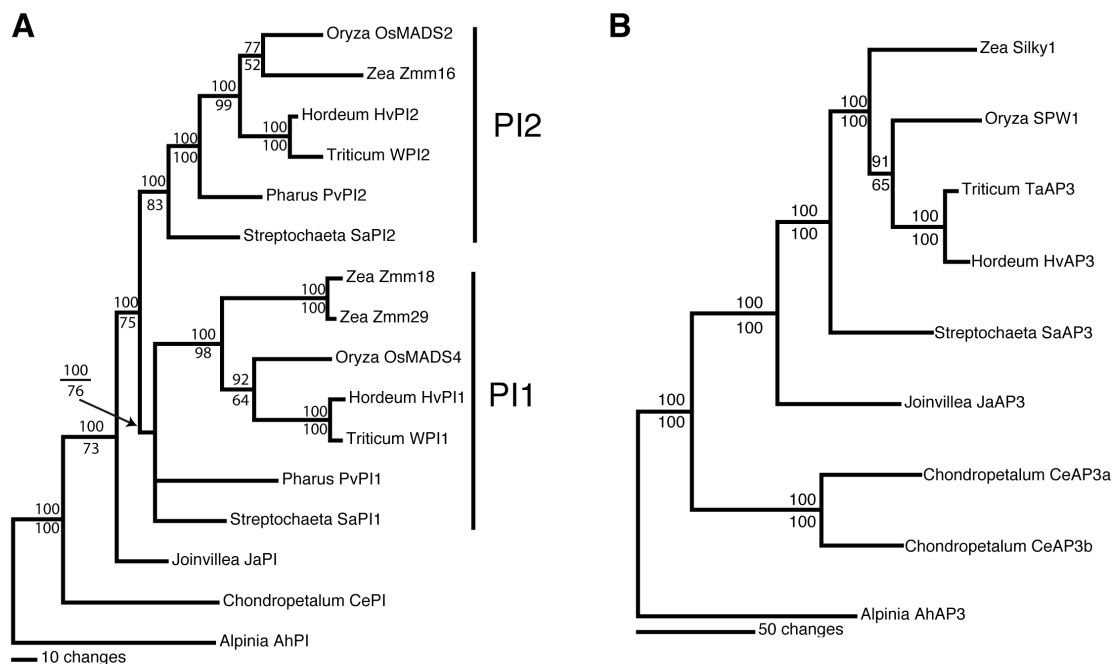 A
Oryza OsMADS2
77
52
Zea Zmm16
100
99
Hordeum HvPI2
100
100
Triticum WPI2
PI2
100
100
Pharus PvPI2
100
83
Streptochaeta SaPI2
Zea Zmm18
100
100
Zea Zmm29
100
75
100
98
Oryza OsMADS4
92
64
Hordeum HvPI1
PI1
100
100
Triticum WPI1
100
76
100
73
Pharus PvPI1
Streptochaeta SaPI1
100
100
Joinvillea JaPI
Chondropetalum CePI
Alpinia AhPI
10 changes
B
Zea Silky1
100
100
Oryza SPW1
91
65
Triticum TaAP3
100
100
Hordeum HvAP3
100
100
Streptochaeta SaAP3
100
100
Joinvillea JaAP3
100
100
Chondropetalum CeAP3a
100
100
Chondropetalum CeAP3b
Alpinia AhAP3
50 changes